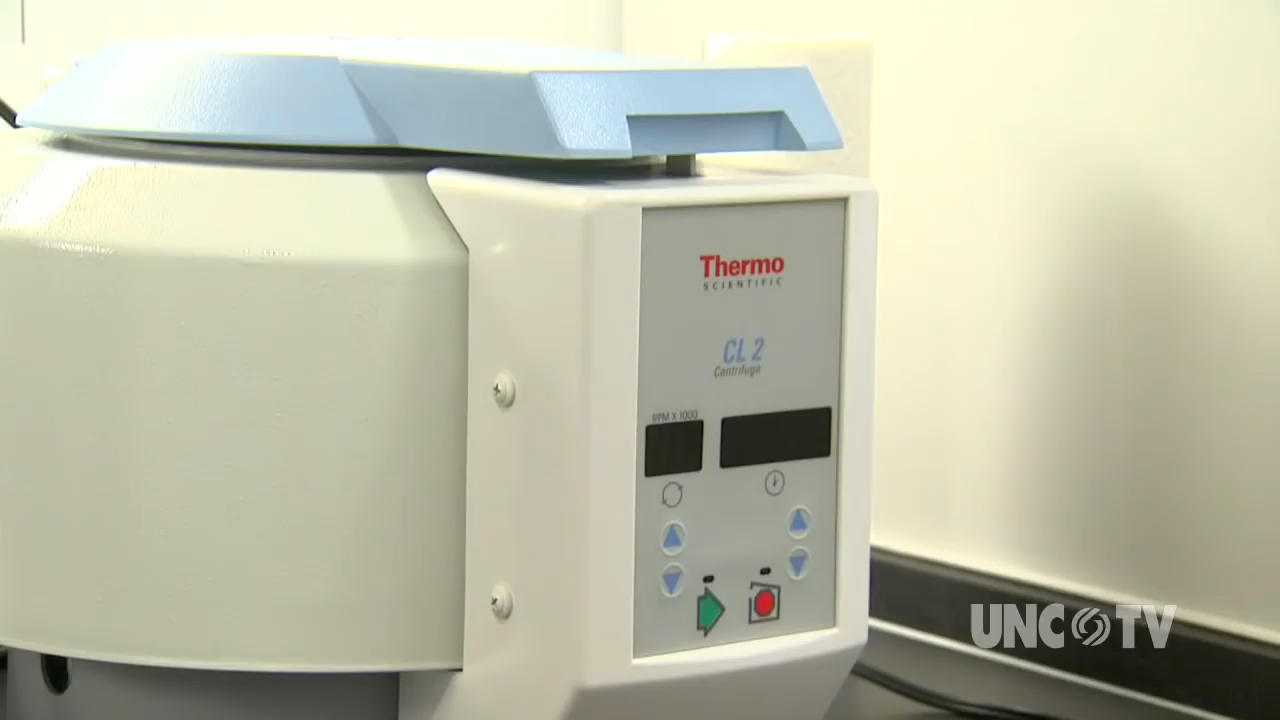 Thermo
SCIENTIFIC
CL 2
Centrifuge
RPM X 1000
UNC TV